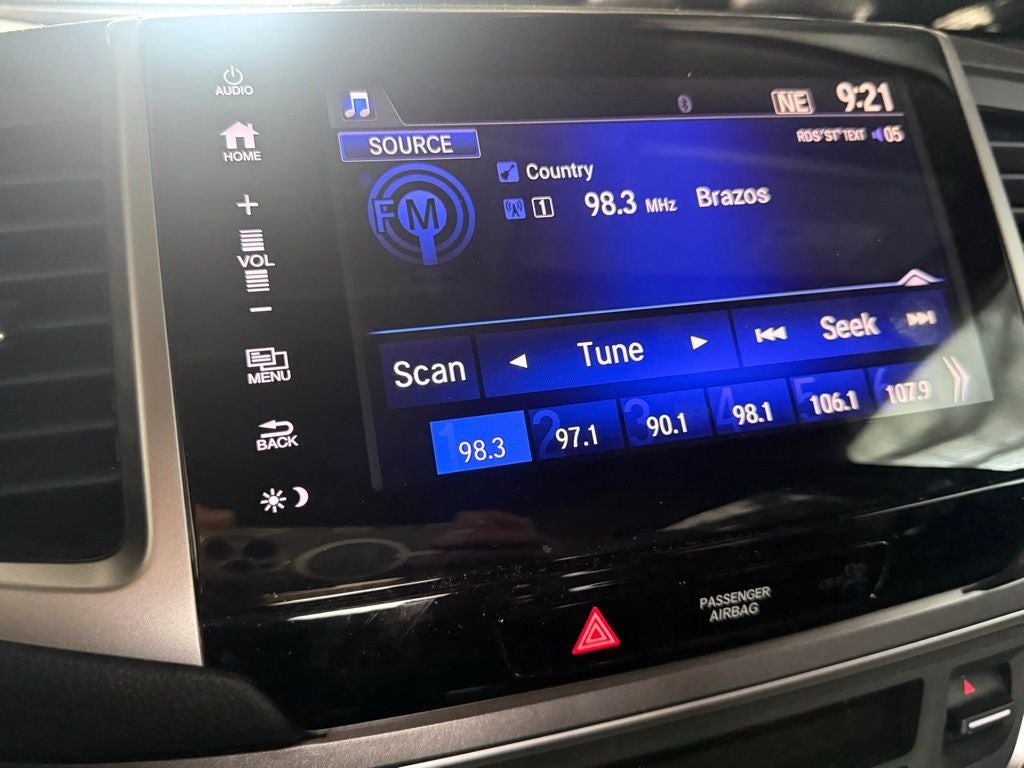 AUDIO
NE 9:21
SOURCE
RDS ST TEXT 05
HOME
Country
FM
1 98.3 MHz Brazos
+
VOL
−
Scan Tune Seek
MENU
1 98.3 2 97.1 3 90.1 4 98.1 5 106.1 6 107.9
BACK
PASSENGER
AIRBAG
OFF